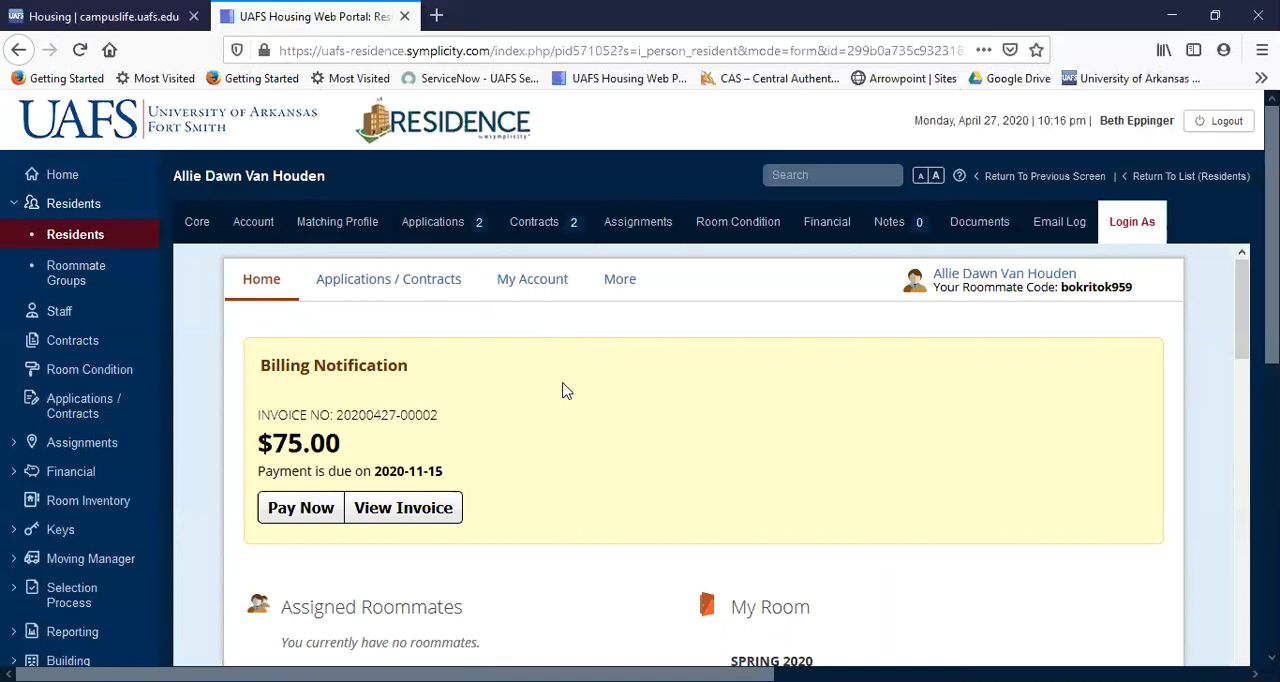 Housing | campuslife.uafs.edu
UAFS Housing Web Portal: Res
https://uafs-residence.symplicity.com/index.php/pid571052?s=i_person_resident&mode=form&id=299b0a735c932318
Getting Started Most Visited Getting Started Most Visited ServiceNow - UAFS Se... UAFS Housing Web P... CAS – Central Authent... Arrowpoint | Sites Google Drive University of Arkansas ...
UAFS UNIVERSITY OF ARKANSAS
FORT SMITH
RESIDENCE
by symplicity
Monday, April 27, 2020 | 10:16 pm | Beth Eppinger Logout
Home
Residents
Residents
Roommate
Groups
Staff
Contracts
Room Condition
Applications /
Contracts
Assignments
Financial
Room Inventory
Keys
Moving Manager
Selection
Process
Reporting
Building
Allie Dawn Van Houden
Search A A ? Return To Previous Screen | Return To List (Residents)
Core Account Matching Profile Applications 2 Contracts 2 Assignments Room Condition Financial Notes 0 Documents Email Log Login As
Home Applications / Contracts My Account More
Allie Dawn Van Houden
Your Roommate Code: bokritok959
Billing Notification
INVOICE NO: 20200427-00002
$75.00
Payment is due on 2020-11-15
Pay Now View Invoice
Assigned Roommates
You currently have no roommates.
My Room
SPRING 2020